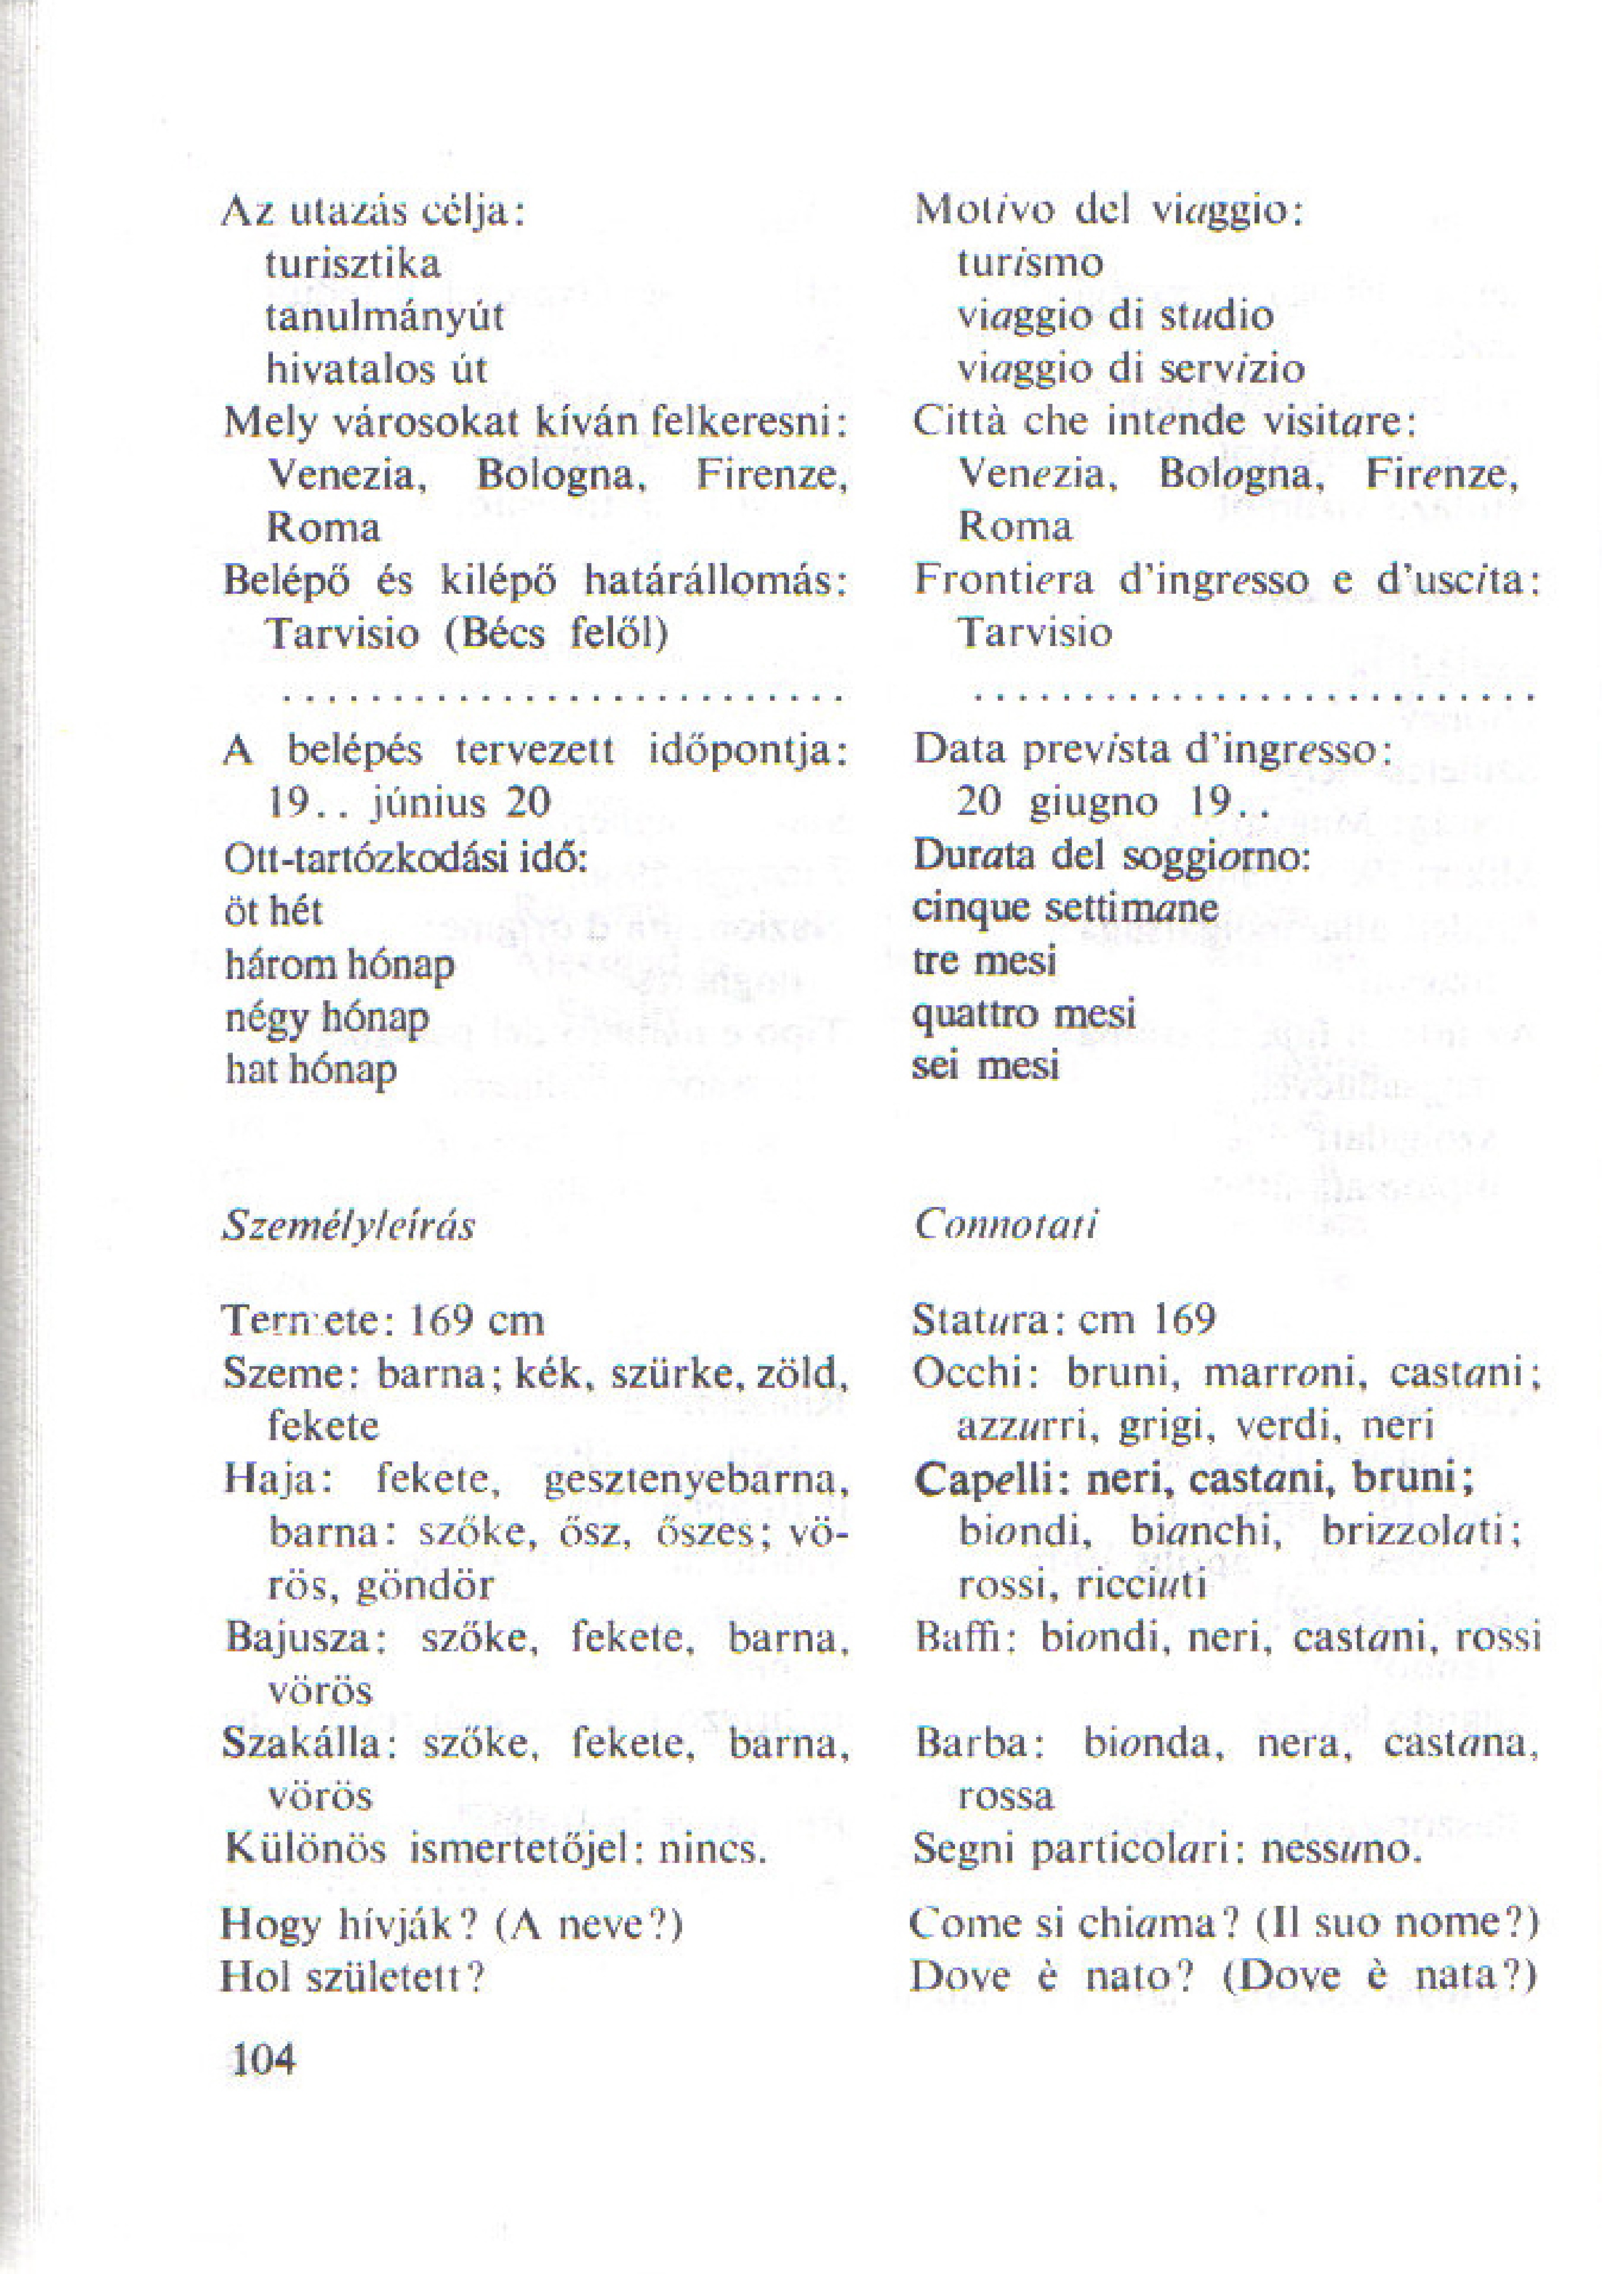 Az utazás célja:
turisztika
tanulmányút
hivatalos út
Mely városokat kíván felkeresni:
Venezia, Bologna, Firenze,
Roma
Belépő és kilépő határállomás:
Tarvisio (Bécs felől)
..........................
A belépés tervezett időpontja:
19.. június 20
Ott-tartózkodási idő:
öt hét
három hónap
négy hónap
hat hónap
Személyleírás
Termete: 169 cm
Szeme: barna; kék, szürke, zöld,
fekete
Haja: fekete, gesztenyebarna,
barna: szőke, ősz, őszes; vö-
rös, göndör
Bajusza: szőke, fekete, barna,
vörös
Szakálla: szőke, fekete, barna,
vörös
Különös ismertetőjel: nincs.
Hogy hívják? (A neve?)
Hol született?
104
Motivo del viaggio:
turismo
viaggio di studio
viaggio di servizio
Città che intende visitare:
Venezia, Bologna, Firenze,
Roma
Frontiera d'ingresso e d'uscita:
Tarvisio
..........................
Data prevista d'ingresso:
20 giugno 19..
Durata del soggiorno:
cinque settimane
tre mesi
quattro mesi
sei mesi
Connotati
Statura: cm 169
Occhi: bruni, marroni, castani;
azzurri, grigi, verdi, neri
Capelli: neri, castani, bruni;
biondi, bianchi, brizzolati;
rossi, ricciuti
Baffi: biondi, neri, castani, rossi
Barba: bionda, nera, castana,
rossa
Segni particolari: nessuno.
Come si chiama? (Il suo nome?)
Dove è nato? (Dove è nata?)